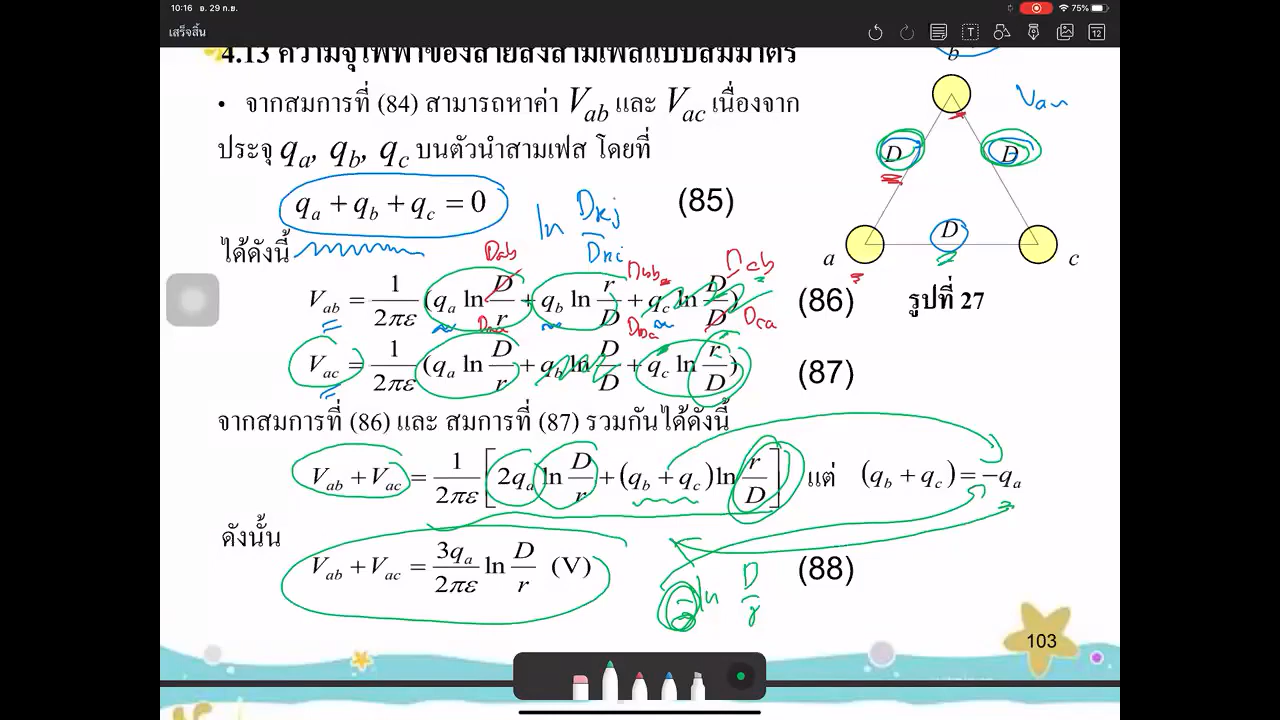 10:16 อ. 29 ก.ย.
75%
เสร็จสิ้น
4.13 ความจุไฟฟ้าของสายส่งสามเฟสแบบสมมาตร
• จากสมการที่ (84) สามารถหาค่า V_ab และ V_ac เนื่องจาก
ประจุ q_a, q_b, q_c บนตัวนำสามเฟส โดยที่
q_a + q_b + q_c = 0 (85)
ln D_kj / D_ki
ได้ดังนี้
V_ab = 1/2πε (q_a ln D/r + q_b ln r/D + q_c ln D/D) (86)
D_ab
D_bb
D_cb
D_aa
D_ba
D_ca
V_ac = 1/2πε (q_a ln D/r + q_b ln D/D + q_c ln r/D) (87)
จากสมการที่ (86) และ สมการที่ (87) รวมกันได้ดังนี้
V_ab + V_ac = 1/2πε [2q_a ln D/r + (q_b + q_c) ln r/D] แต่ (q_b + q_c) = −q_a
ดังนั้น
V_ab + V_ac = 3q_a/2πε ln D/r (V) (88)
− ln D/r
b
V_an
D
D
D
a
c
รูปที่ 27
103
12